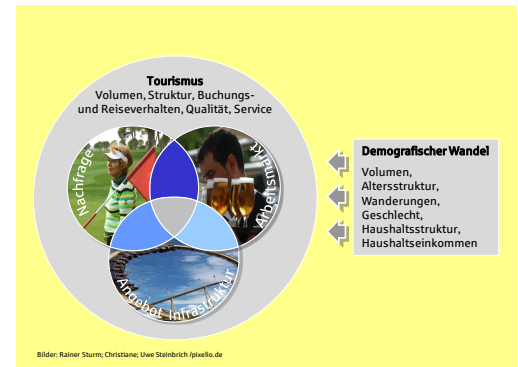 Tourismus
Volumen, Struktur, Buchungs-
und Reiseverhalten, Qualität, Service
Nachfrage
Arbeitsmarkt
Angebot Infrastruktur
Demografischer Wandel
Volumen,
Altersstruktur,
Wanderungen,
Geschlecht,
Haushaltsstruktur,
Haushaltseinkommen
Bilder: Rainer Sturm; Christiane; Uwe Steinbrich /pixelio.de